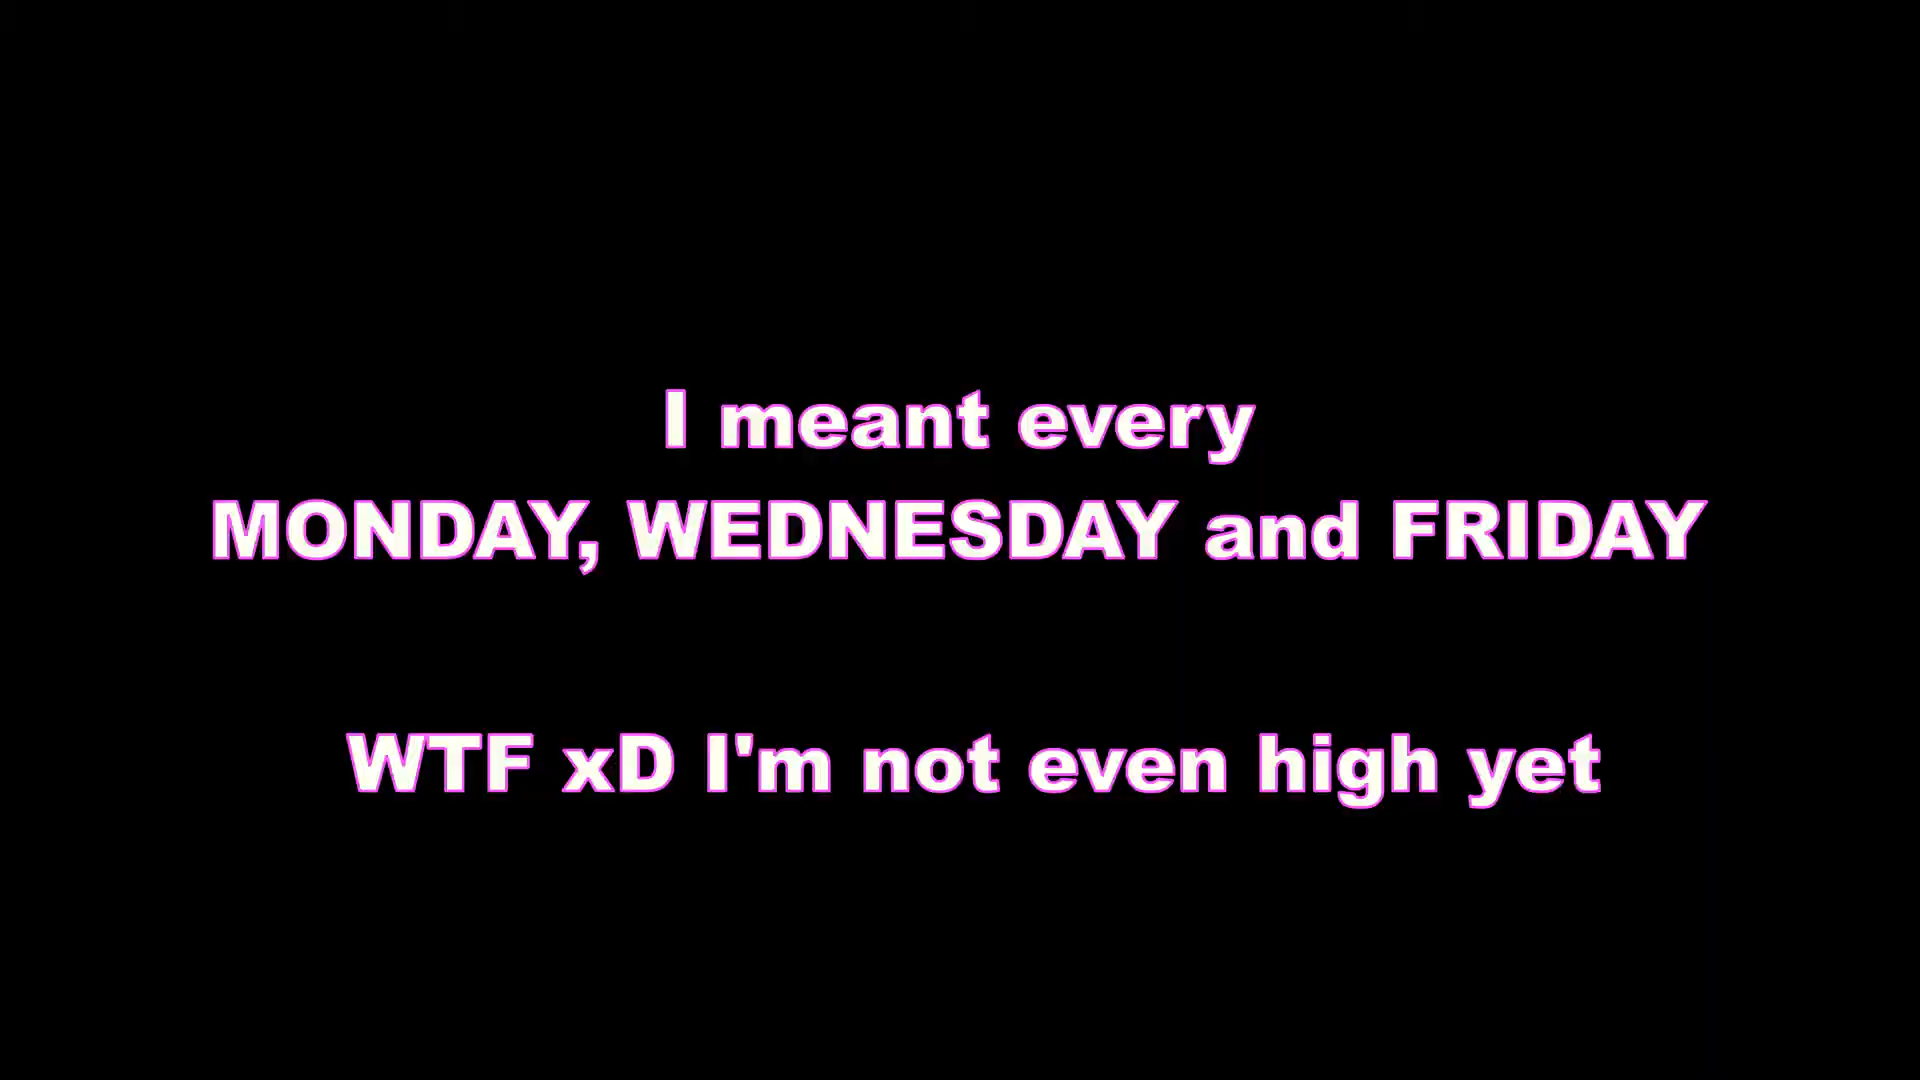 I meant every
MONDAY, WEDNESDAY and FRIDAY
WTF xD I'm not even high yet